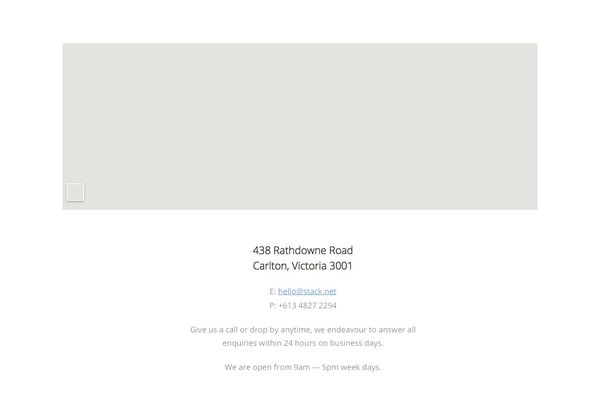 438 Rathdowne Road
Carlton, Victoria 3001
E: hello@stack.net
P: +613 4827 2294
Give us a call or drop by anytime, we endeavour to answer all
enquiries within 24 hours on business days.
We are open from 9am — 5pm week days.